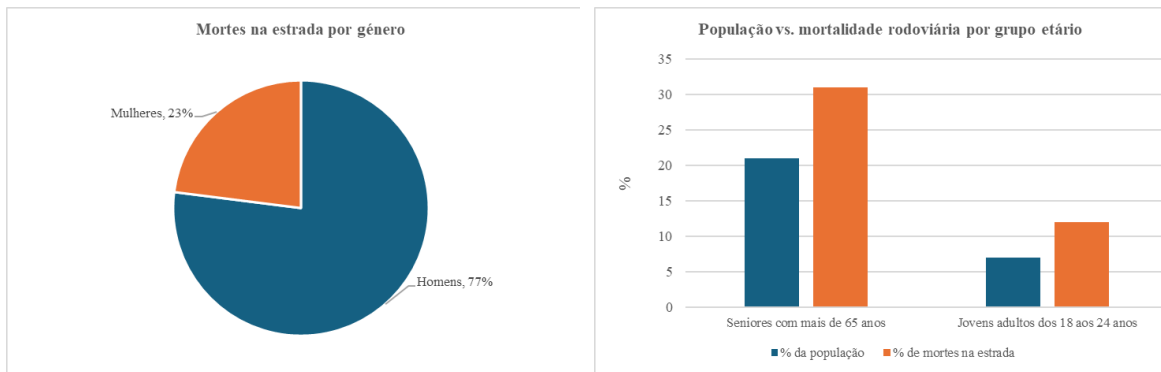 Mortes na estrada por género
Mulheres, 23%
Homens, 77%
População vs. mortalidade rodoviária por grupo etário
35
30
25
20
15
10
5
0
%
Seniores com mais de 65 anos
Jovens adultos dos 18 aos 24 anos
% da população
% de mortes na estrada